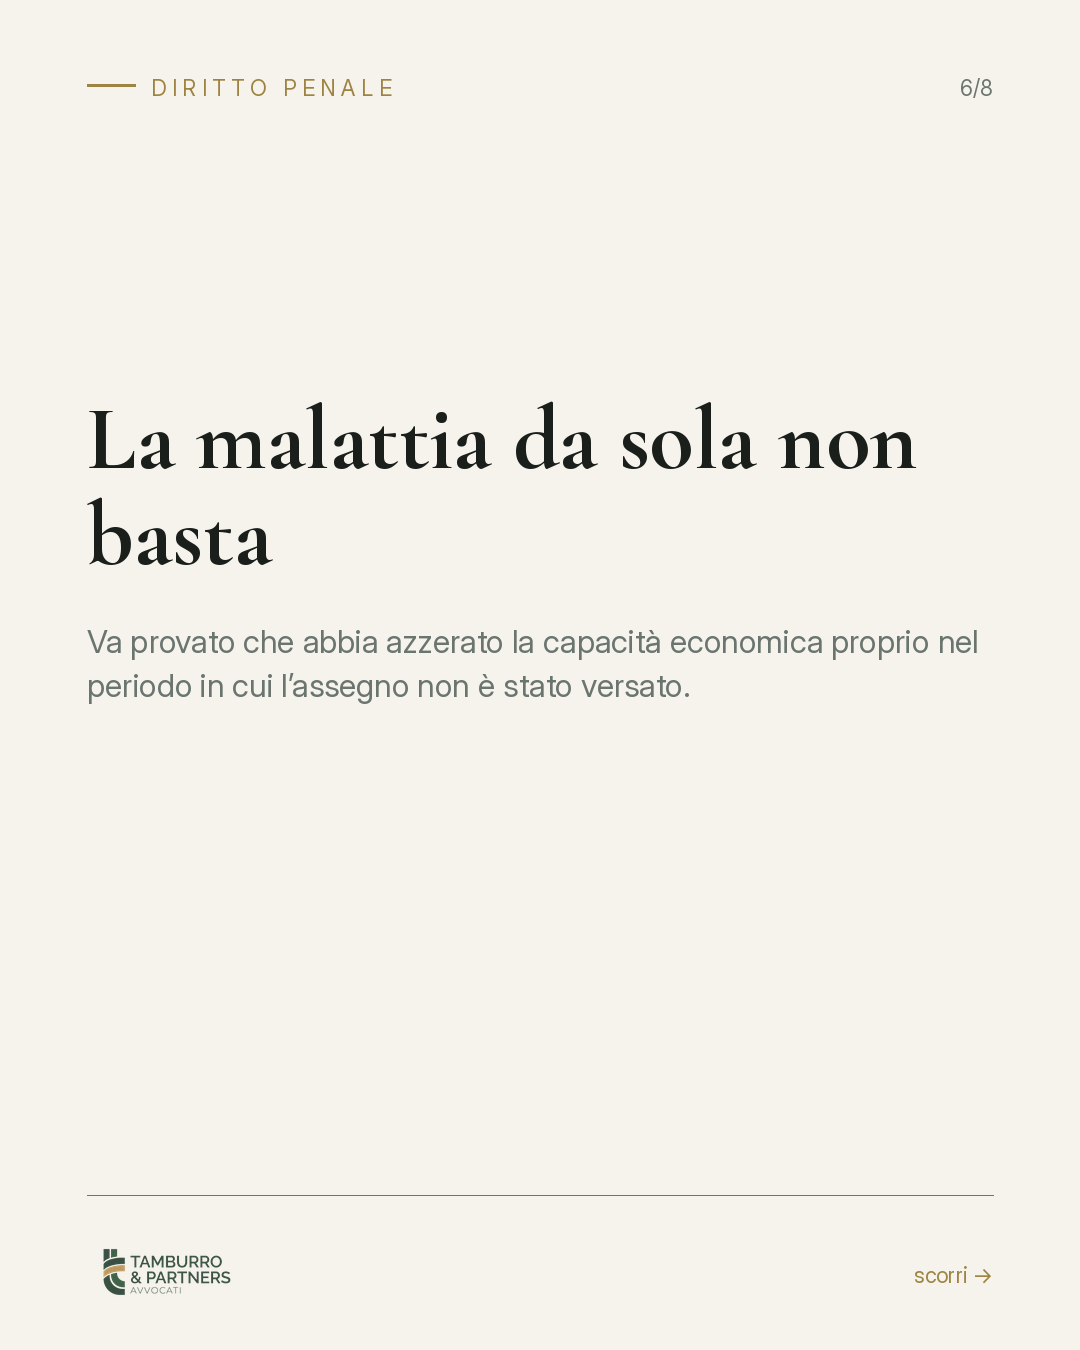 DIRITTO PENALE
6/8
La malattia da sola non
basta
Va provato che abbia azzerato la capacità economica proprio nel
periodo in cui l’assegno non è stato versato.
TAMBURRO
& PARTNERS
AVVOCATI
scorri →